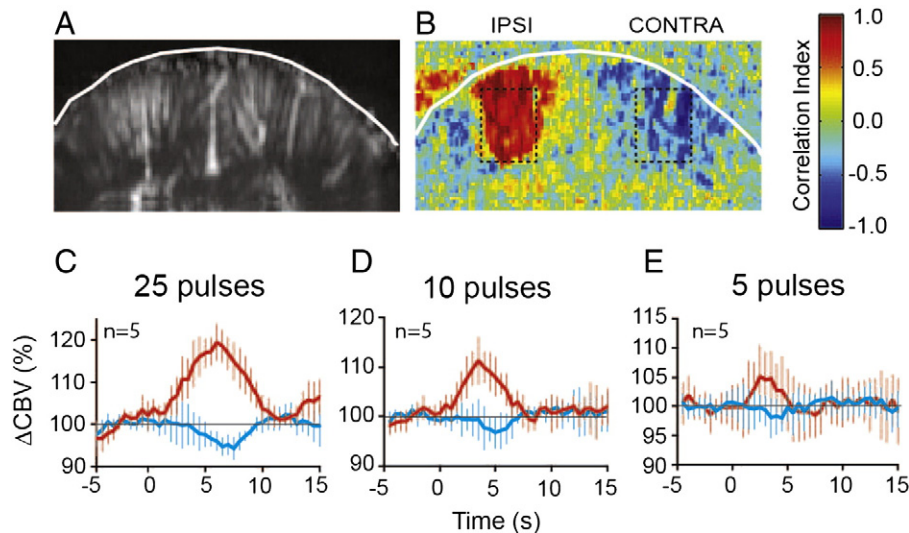 A
B
IPSI
CONTRA
1.0
0.5
0.0
-0.5
-1.0
Correlation Index
C
25 pulses
D
10 pulses
E
5 pulses
ΔCBV (%)
n=5
120
110
100
90
-5
0
5
10
15
n=5
120
110
100
90
-5
0
5
10
15
n=5
115
110
105
100
95
90
-5
0
5
10
15
Time (s)